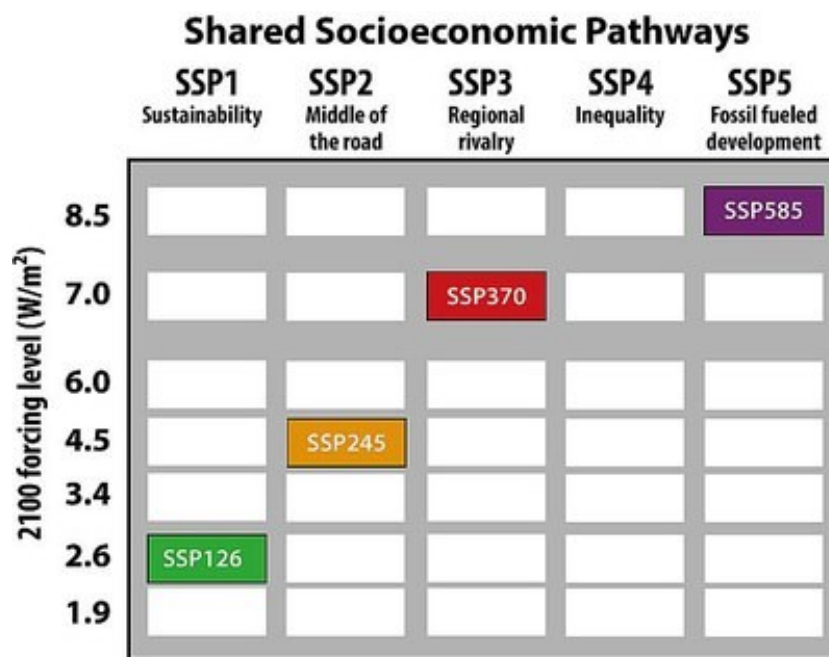 Shared Socioeconomic Pathways
SSP1 SSP2 SSP3 SSP4 SSP5
Sustainability Middle of Regional Inequality Fossil fueled
the road rivalry development
8.5 SSP585
7.0 SSP370
6.0
4.5 SSP245
3.4
2.6 SSP126
1.9
2100 forcing level (W/m²)